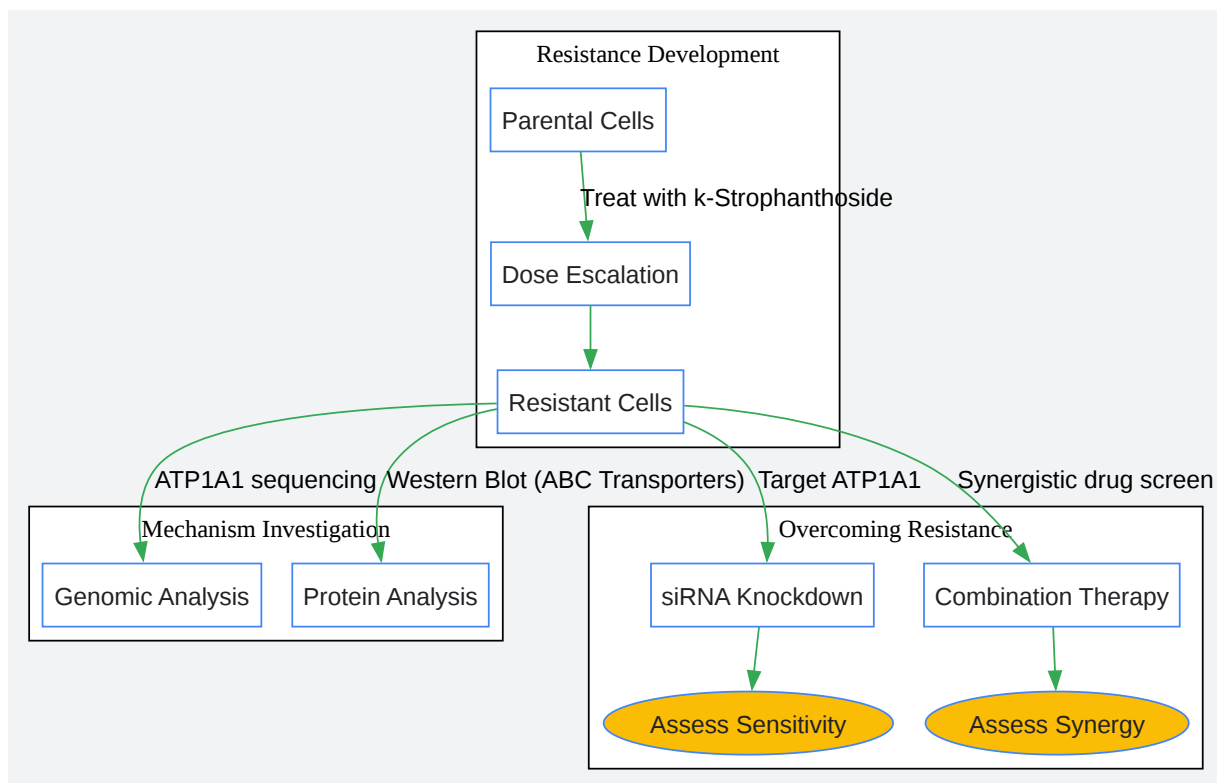 Resistance Development
Parental Cells
Treat with k-Strophanthoside
Dose Escalation
Resistant Cells
ATP1A1 sequencing
Western Blot (ABC Transporters)
Target ATP1A1
Synergistic drug screen
Mechanism Investigation
Overcoming Resistance
Genomic Analysis
Protein Analysis
siRNA Knockdown
Combination Therapy
Assess Sensitivity
Assess Synergy